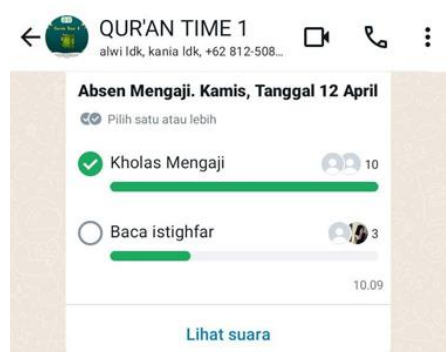 QUR'AN TIME 1
alwi ldk, kania ldk, +62 812-508...
Absen Mengaji. Kamis, Tanggal 12 April
Pilih satu atau lebih
Kholas Mengaji 10
Baca istighfar 3
10.09
Lihat suara